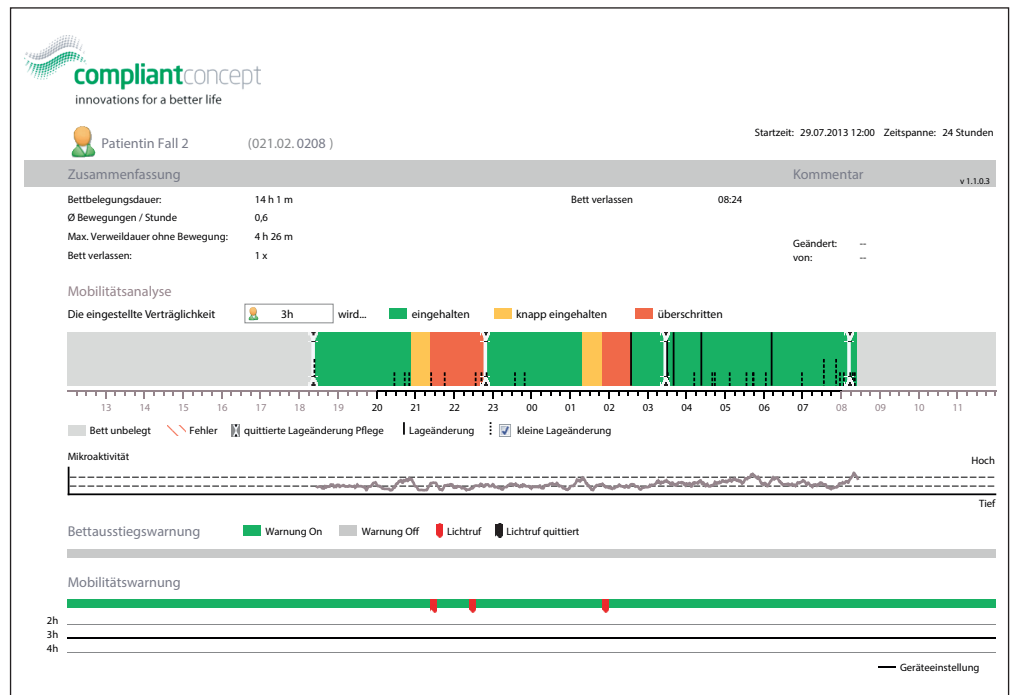 compliantconcept
innovations for a better life
Patientin Fall 2 (021.02. 0208 )
Startzeit: 29.07.2013 12:00 Zeitspanne: 24 Stunden
Zusammenfassung Kommentar v 1.1.0.3
Bettbelegungsdauer: 14 h 1 m Bett verlassen 08:24
Ø Bewegungen / Stunde 0,6
Max. Verweildauer ohne Bewegung: 4 h 26 m
Geändert: --
Bett verlassen: 1 x
von: --
Mobilitätsanalyse
Die eingestellte Verträglichkeit 3h wird... eingehalten knapp eingehalten überschritten
13 14 15 16 17 18 19 20 21 22 23 00 01 02 03 04 05 06 07 08 09 10 11
Bett unbelegt Fehler quittierte Lageänderung Pflege Lageänderung kleine Lageänderung
Mikroaktivität
Hoch
Tief
Bettausstiegswarnung Warnung On Warnung Off Lichtruf Lichtruf quittiert
Mobilitätswarnung
2h
3h
4h
Geräteeinstellung